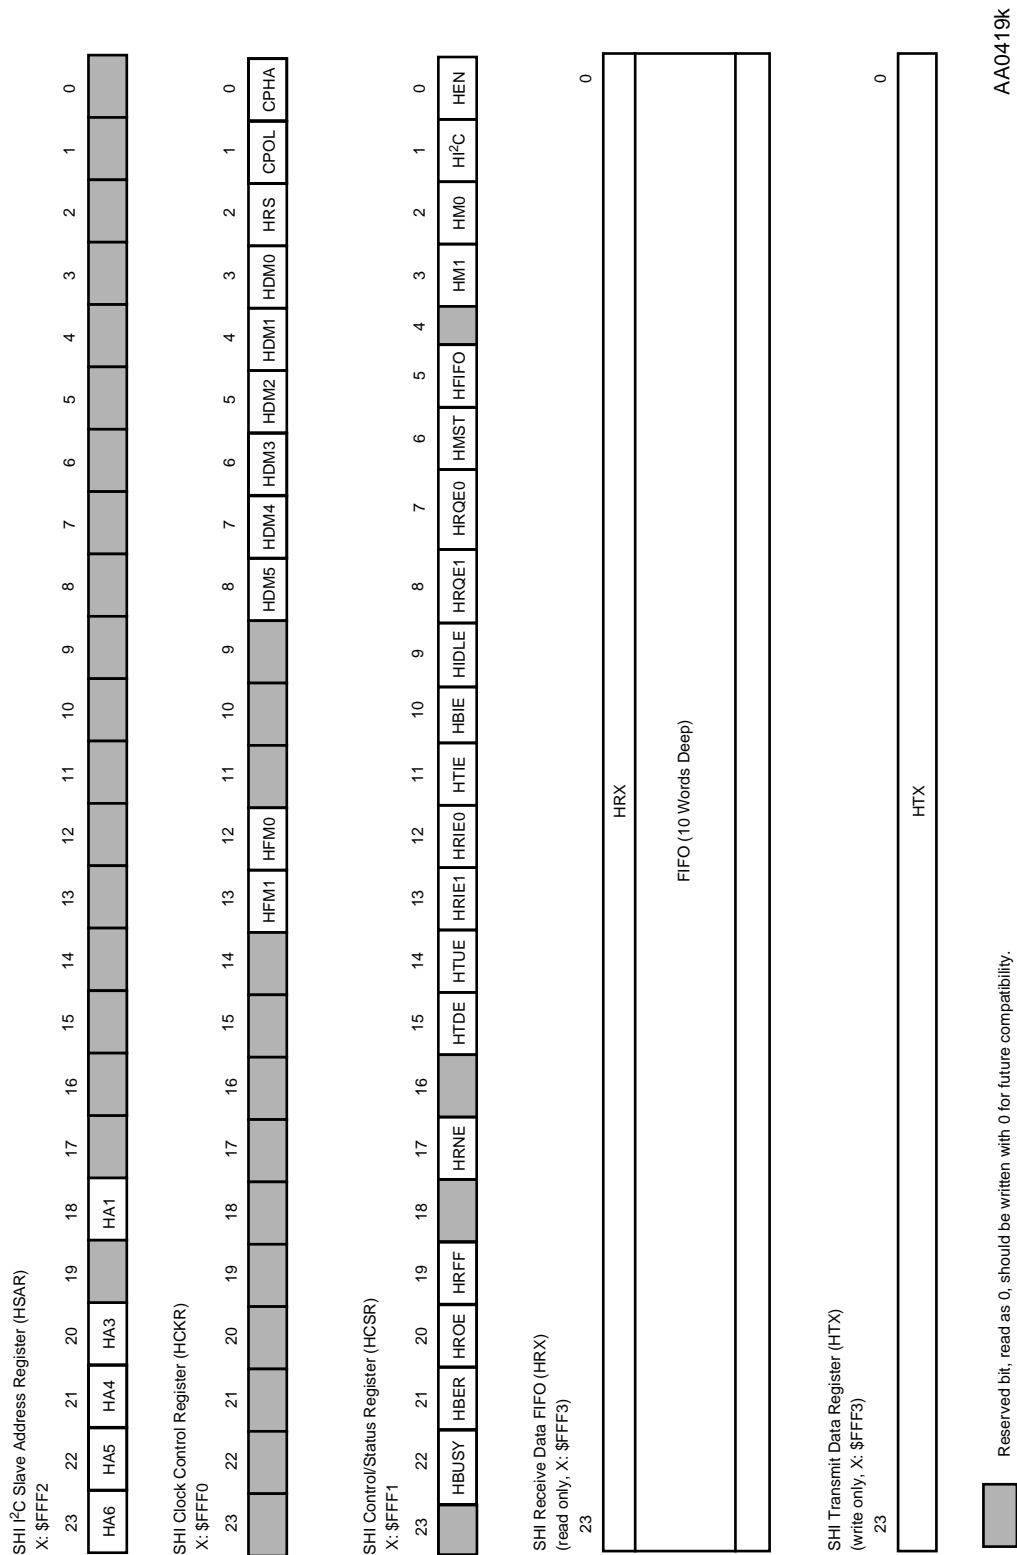 SHI I²C Slave Address Register (HSAR)
X: $FFF2
23 22 21 20 19 18 17 16 15 14 13 12 11 10 9 8 7 6 5 4 3 2 1 0
HA6 HA5 HA4 HA3 HA1
SHI Clock Control Register (HCKR)
X: $FFF0
23 22 21 20 19 18 17 16 15 14 13 12 11 10 9 8 7 6 5 4 3 2 1 0
HFM1 HFM0 HDM5 HDM4 HDM3 HDM2 HDM1 HDM0 HRS CPOL CPHA
SHI Control/Status Register (HCSR)
X: $FFF1
23 22 21 20 19 18 17 16 15 14 13 12 11 10 9 8 7 6 5 4 3 2 1 0
HBUSY HBER HROE HRFF HRNE HTDE HTUE HRIE1 HRIE0 HTIE HBIE HIDLE HRQE1 HRQE0 HMST HFIFO HM1 HM0 HI²C HEN
SHI Receive Data FIFO (HRX)
(read only, X: $FFF3)
23 0
HRX
FIFO (10 Words Deep)
SHI Transmit Data Register (HTX)
(write only, X: $FFF3)
23 0
HTX
Reserved bit, read as 0, should be written with 0 for future compatibility.
AA0419k